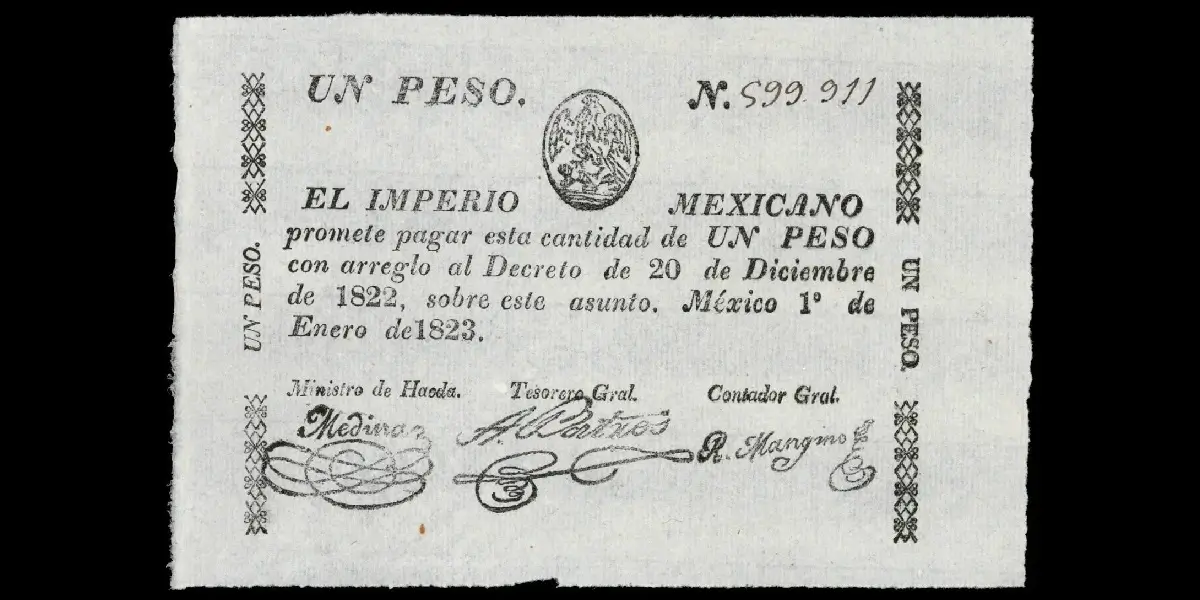 UN PESO.
N. 599.911
EL IMPERIO MEXICANO
promete pagar esta cantidad de UN PESO
con arreglo al Decreto de 20 de Diciembre
de 1822, sobre este asunto. México 1º de
Enero de 1823.
Ministro de Hacda. Tesorero Gral. Contador Gral.
Medina A. Batres R. Mangino
UN PESO.
UN PESO.